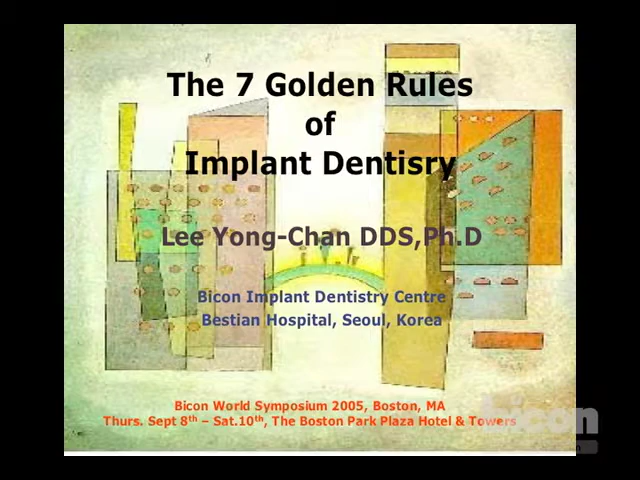 The 7 Golden Rules
of
Implant Dentisry
Lee Yong-Chan DDS,Ph.D
Bicon Implant Dentistry Centre
Bestian Hospital, Seoul, Korea
Bicon World Symposium 2005, Boston, MA
Thurs. Sept 8th – Sat.10th, The Boston Park Plaza Hotel & Towers
bicon